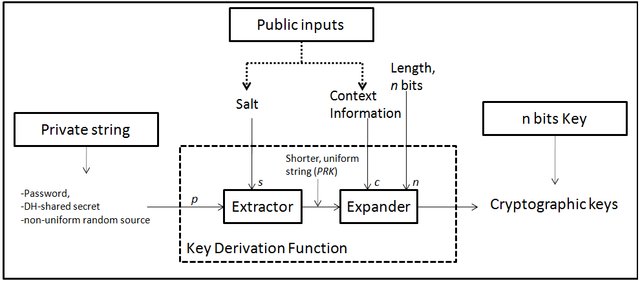 Public inputs
Length,
n bits
Salt
Context
Information
Private string
n bits Key
Shorter, uniform
string (PRK)
-Password,
-DH-shared secret
-non-uniform random source
p
s
c
n
Extractor
Expander
Cryptographic keys
Key Derivation Function